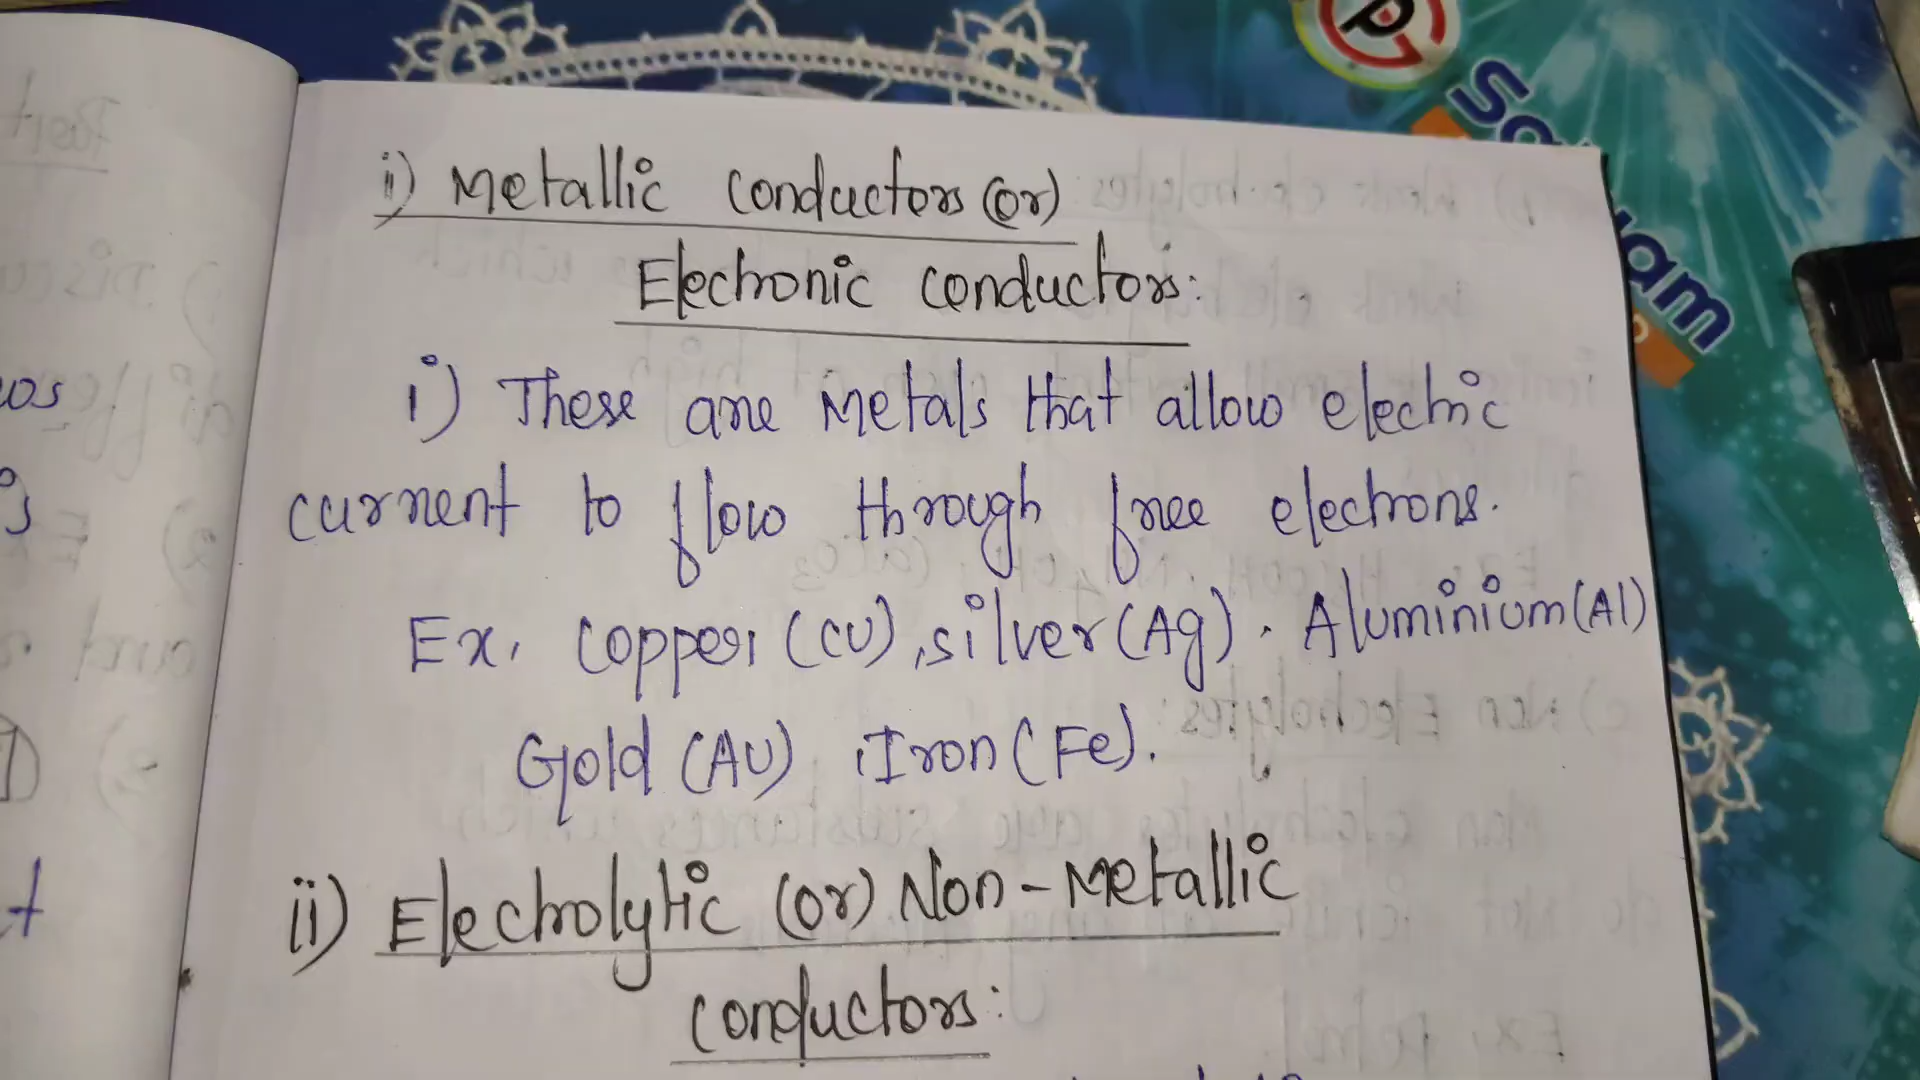 i) Metallic conductors (or)
Electronic conductors:
i) These are Metals that allow electric
current to flow through free electrons.
Ex, Copper, (CU), silver (Ag), Aluminium (Al)
Gold (AU), Iron (Fe).
ii) Electrolytic (or) Non-Metallic
conductors: